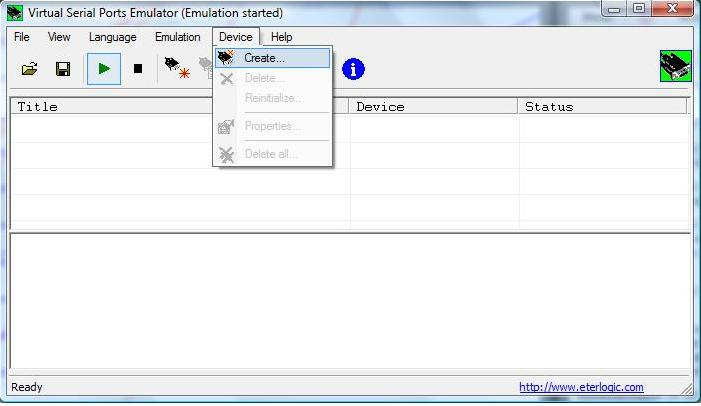 Virtual Serial Ports Emulator (Emulation started)
File View Language Emulation Device Help
Create...
Delete...
Reinitialize...
Properties...
Delete all...
Title Device Status
Ready http://www.eterlogic.com